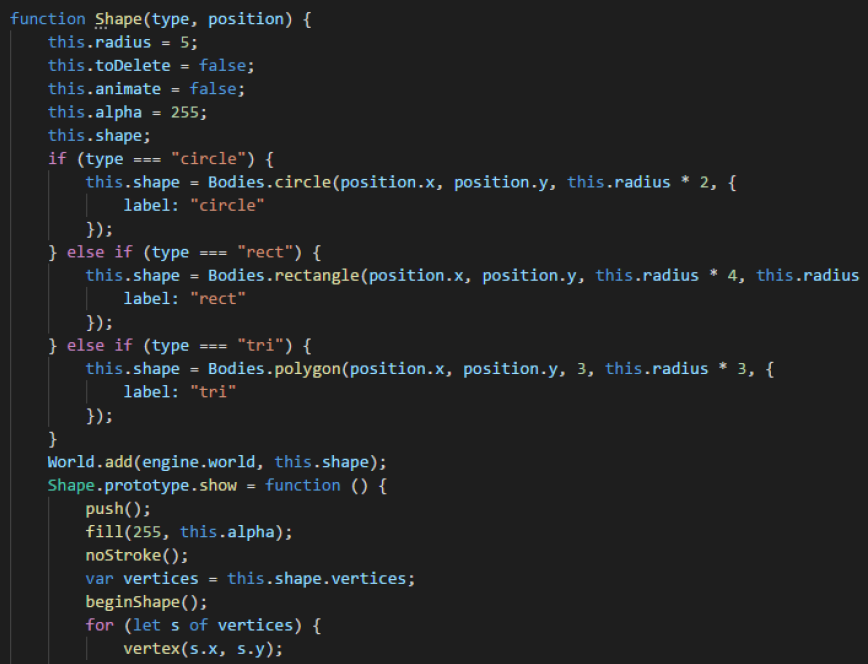 function Shape(type, position) {
    this.radius = 5;
    this.toDelete = false;
    this.animate = false;
    this.alpha = 255;
    this.shape;
    if (type === "circle") {
        this.shape = Bodies.circle(position.x, position.y, this.radius * 2, {
            label: "circle"
        });
    } else if (type === "rect") {
        this.shape = Bodies.rectangle(position.x, position.y, this.radius * 4, this.radius
            label: "rect"
        });
    } else if (type === "tri") {
        this.shape = Bodies.polygon(position.x, position.y, 3, this.radius * 3, {
            label: "tri"
        });
    }
    World.add(engine.world, this.shape);
    Shape.prototype.show = function () {
        push();
        fill(255, this.alpha);
        noStroke();
        var vertices = this.shape.vertices;
        beginShape();
        for (let s of vertices) {
            vertex(s.x, s.y);